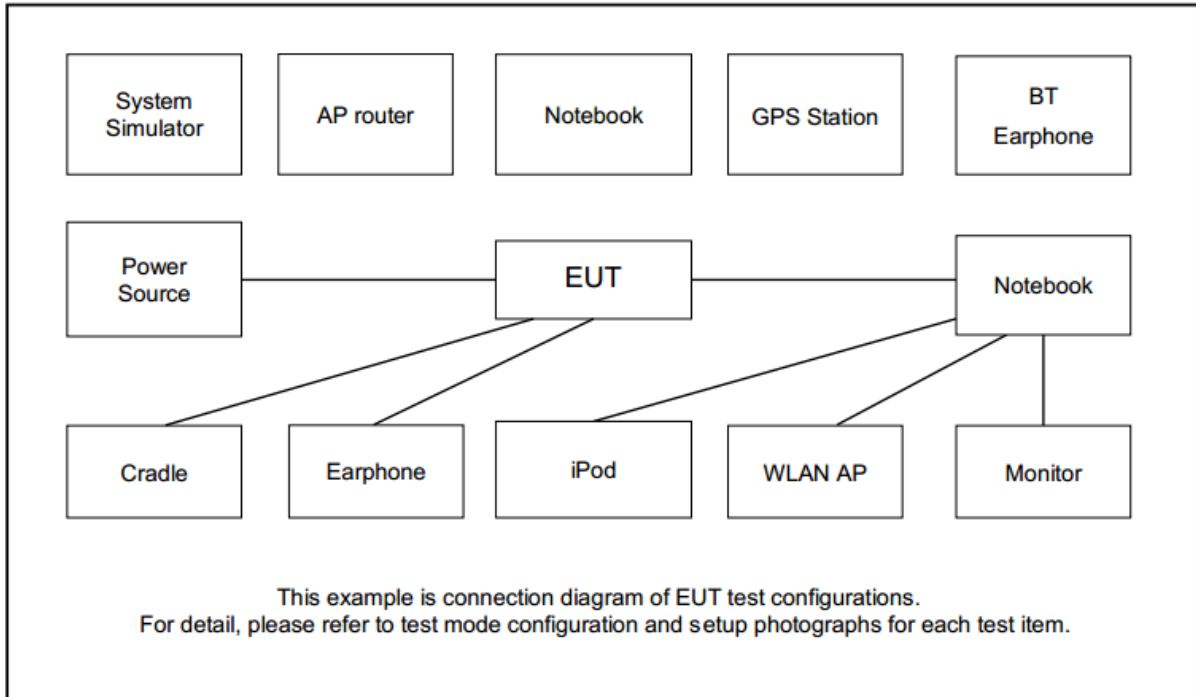 System
Simulator
AP router
Notebook
GPS Station
BT
Earphone
Power
Source
EUT
Notebook
Cradle
Earphone
iPod
WLAN AP
Monitor
This example is connection diagram of EUT test configurations.
For detail, please refer to test mode configuration and setup photographs for each test item.